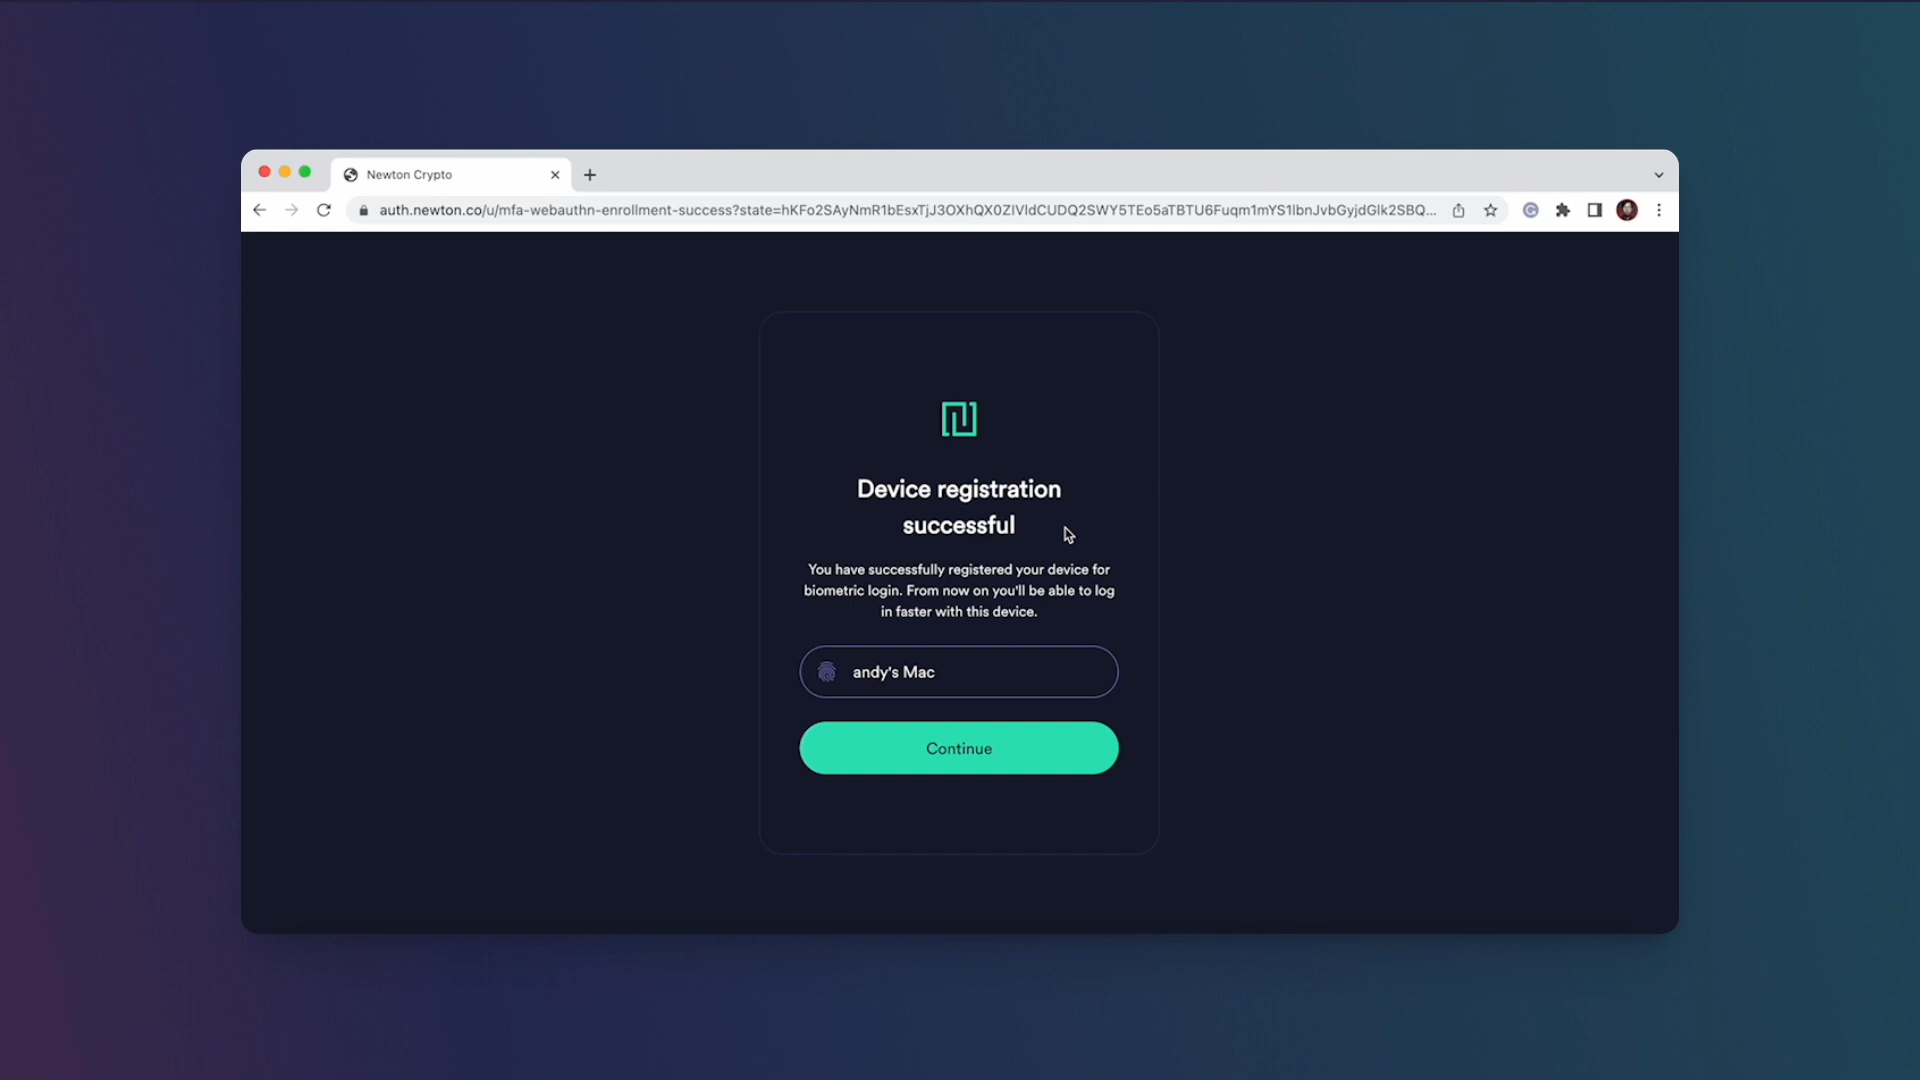 Newton Crypto
auth.newton.co/u/mfa-webauthn-enrollment-success?state=hKFo2SAyNmR1bEsxTjJ3OXhQX0ZIVldCUDQ2SWY5TEo5aTBTU6Fuqm1mYS1lbnJvbGyjdGlk2SBQ...
Device registration
successful
You have successfully registered your device for
biometric login. From now on you'll be able to log
in faster with this device.
andy's Mac
Continue